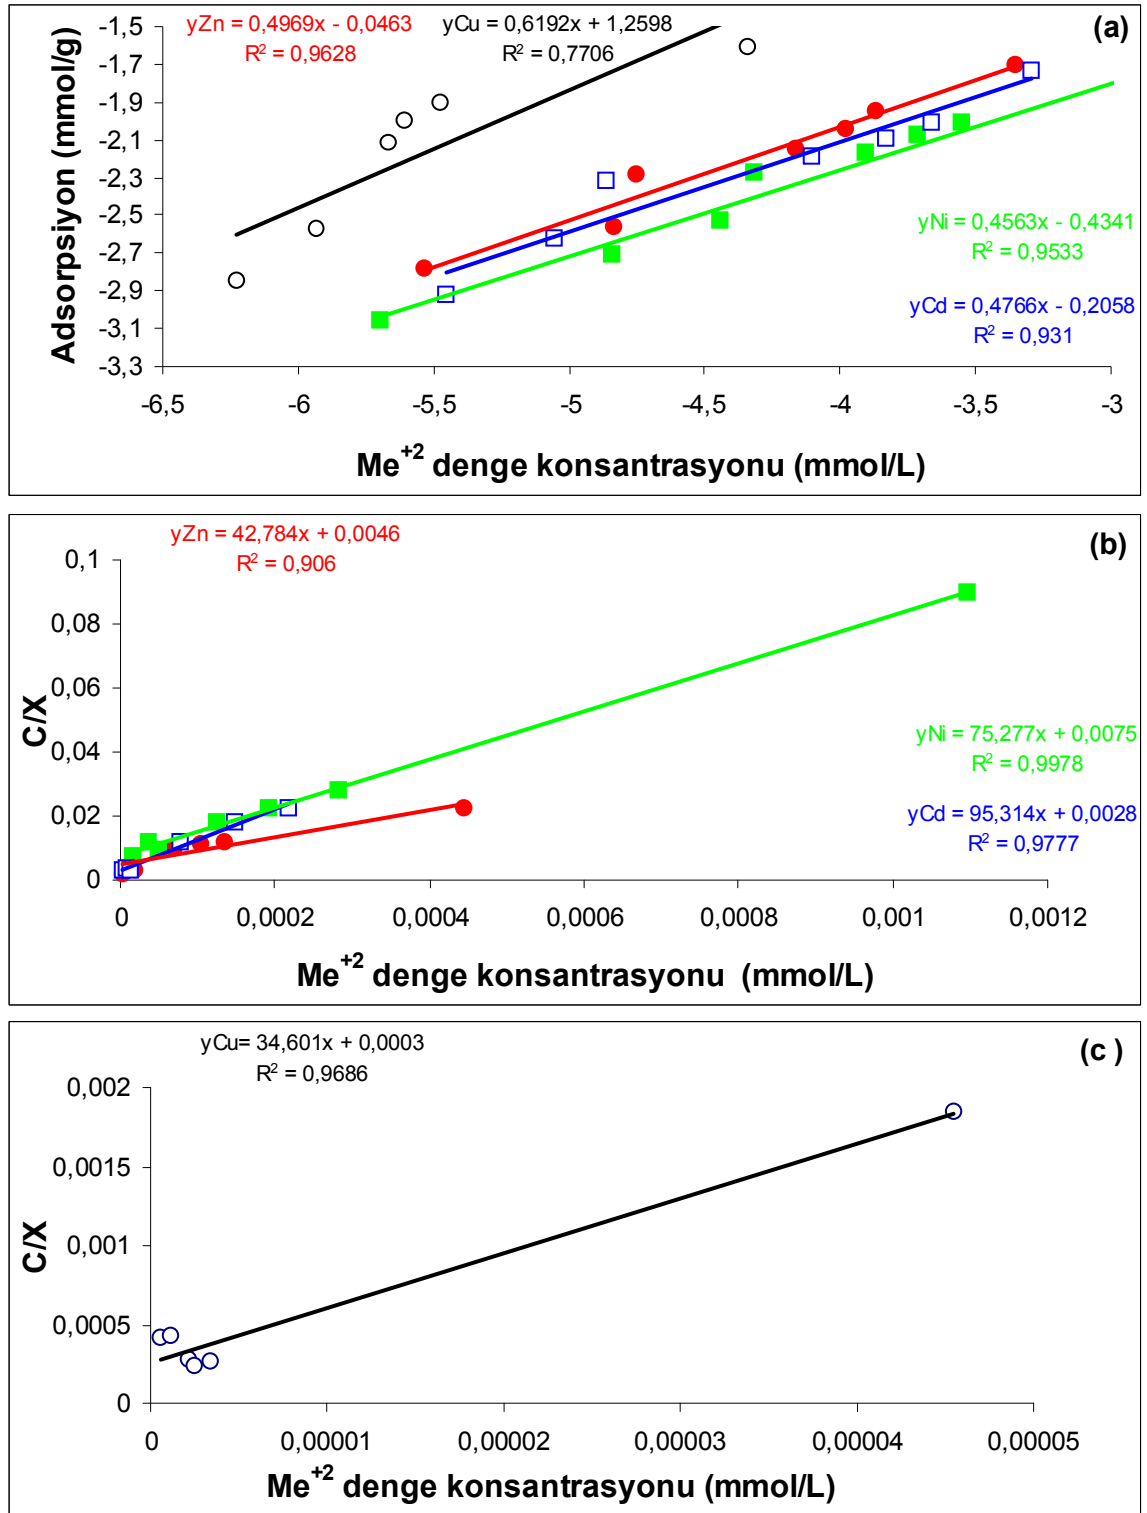 yZn = 0,4969x - 0,0463
R² = 0,9628
yCu = 0,6192x + 1,2598
R² = 0,7706
(a)
Adsorpsiyon (mmol/g)
-1,5
-1,7
-1,9
-2,1
-2,3
-2,5
-2,7
-2,9
-3,1
-3,3
yNi = 0,4563x - 0,4341
R² = 0,9533
yCd = 0,4766x - 0,2058
R² = 0,931
-6,5 -6 -5,5 -5 -4,5 -4 -3,5 -3
Me⁺² denge konsantrasyonu (mmol/L)
yZn = 42,784x + 0,0046
R² = 0,906
(b)
C/X
0,1
0,08
0,06
0,04
0,02
0
yNi = 75,277x + 0,0075
R² = 0,9978
yCd = 95,314x + 0,0028
R² = 0,9777
0 0,0002 0,0004 0,0006 0,0008 0,001 0,0012
Me⁺² denge konsantrasyonu (mmol/L)
yCu= 34,601x + 0,0003
R² = 0,9686
(c )
C/X
0,002
0,0015
0,001
0,0005
0
0 0,00001 0,00002 0,00003 0,00004 0,00005
Me⁺² denge konsantrasyonu (mmol/L)